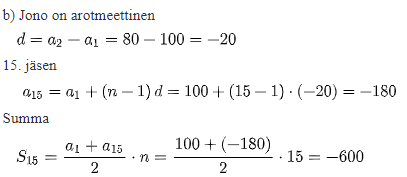 b) Jono on arotmeettinen
d = a₂ − a₁ = 80 − 100 = −20
15. jäsen
a₁₅ = a₁ + (n − 1) d = 100 + (15 − 1) · (−20) = −180
Summa
S₁₅ = (a₁ + a₁₅)/2 · n = (100 + (−180))/2 · 15 = −600